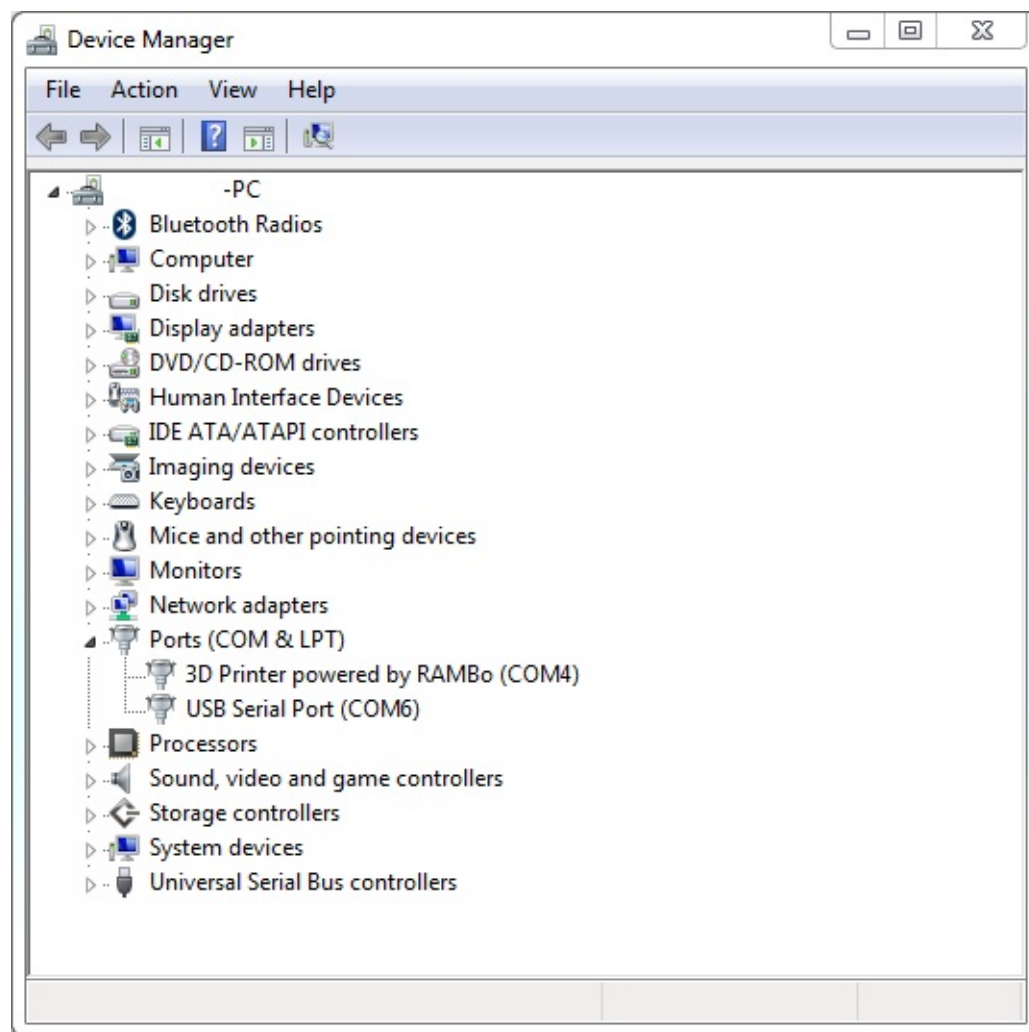 Device Manager
File Action View Help
-PC
Bluetooth Radios
Computer
Disk drives
Display adapters
DVD/CD-ROM drives
Human Interface Devices
IDE ATA/ATAPI controllers
Imaging devices
Keyboards
Mice and other pointing devices
Monitors
Network adapters
Ports (COM & LPT)
3D Printer powered by RAMBo (COM4)
USB Serial Port (COM6)
Processors
Sound, video and game controllers
Storage controllers
System devices
Universal Serial Bus controllers